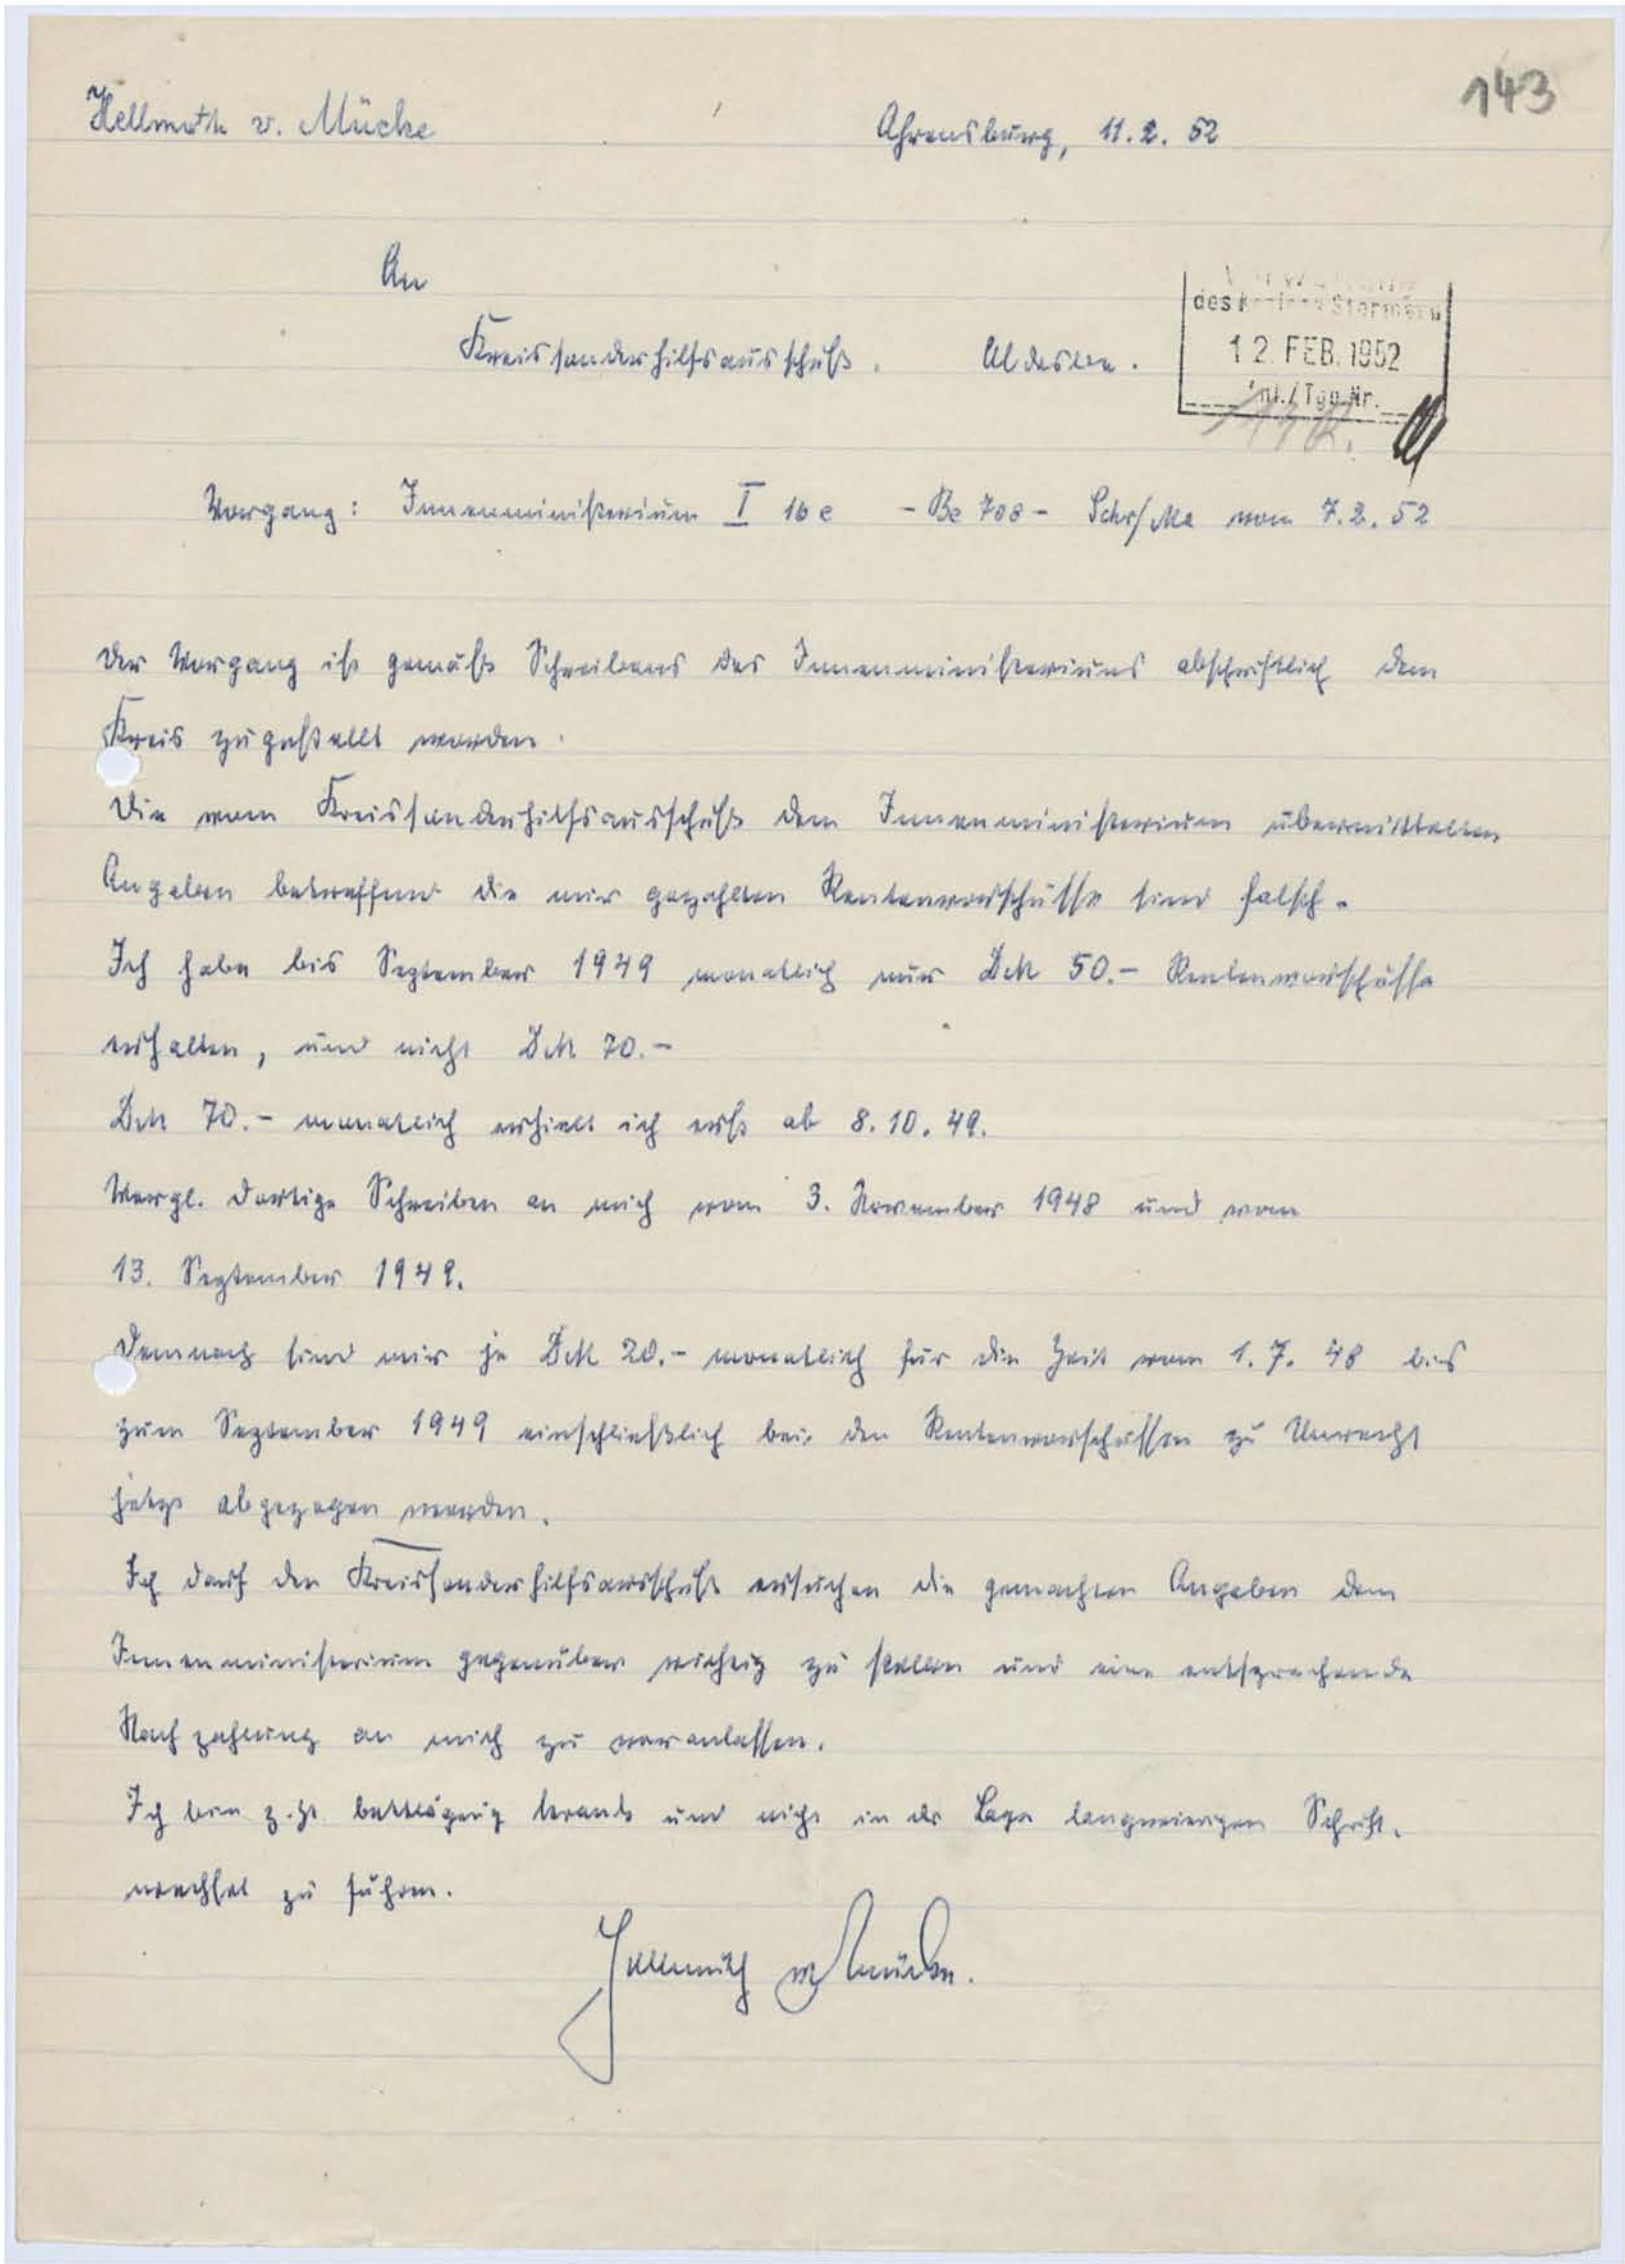 143
Hellmuth v. Mücke
Ahrensburg, 11.2.52
An
Kreissonderhilfsausschuß. Oldesloe.
des Kreises Stormarn
12. FEB. 1952
/Tgb.Nr.
Vorgang: Innenministerium I 16e - Be 708 - Schr/Ma vom 7.2.52
Der Vorgang ist gemäß Schreibens des Innenministeriums abschriftlich dem
Kreis zugestellt worden.
Die vom Kreissonderhilfsausschuß dem Innenministerium übermittelten
Angaben betreffend die mir gezahlten Rentenvorschüsse sind falsch.
Ich habe bis September 1949 monatlich nur DM 50.- Rentenvorschüsse
erhalten, und nicht DM 70.-
DM 70.- monatlich erhielt ich erst ab 8.10.49.
Vergl. dortige Schreiben an mich vom 3. November 1948 und vom
13. September 1949.
Demnach sind mir je DM 20.- monatlich für die Zeit vom 1.7.48 bis
zum September 1949 einschließlich bei den Rentenvorschüssen zu Unrecht
jetzt abgezogen worden.
Ich darf den Kreissonderhilfsausschuß ersuchen die gemachten Angaben dem
Innenministerium gegenüber richtig zu stellen und eine entsprechende
Nachzahlung an mich zu veranlassen.
Ich bin z.Zt. bettlägerig krank und nicht in der Lage langwierigen Schrift-
wechsel zu führen.
Hellmuth v Mücke.